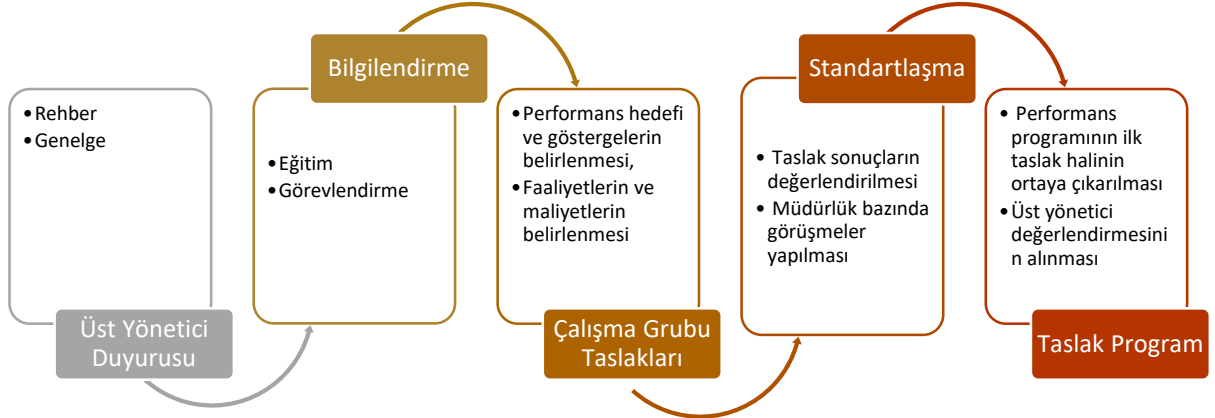 • Rehber
• Genelge
Üst Yönetici
Duyurusu
Bilgilendirme
• Eğitim
• Görevlendirme
• Performans hedefi
ve göstergelerin
belirlenmesi,
• Faaliyetlerin ve
maliyetlerin
belirlenmesi
Çalışma Grubu
Taslakları
Standartlaşma
• Taslak sonuçların
değerlendirilmesi
• Müdürlük bazında
görüşmeler
yapılması
• Performans
programının ilk
taslak halinin
ortaya çıkarılması
• Üst yönetici
değerlendirmesini
n alınması
Taslak Program